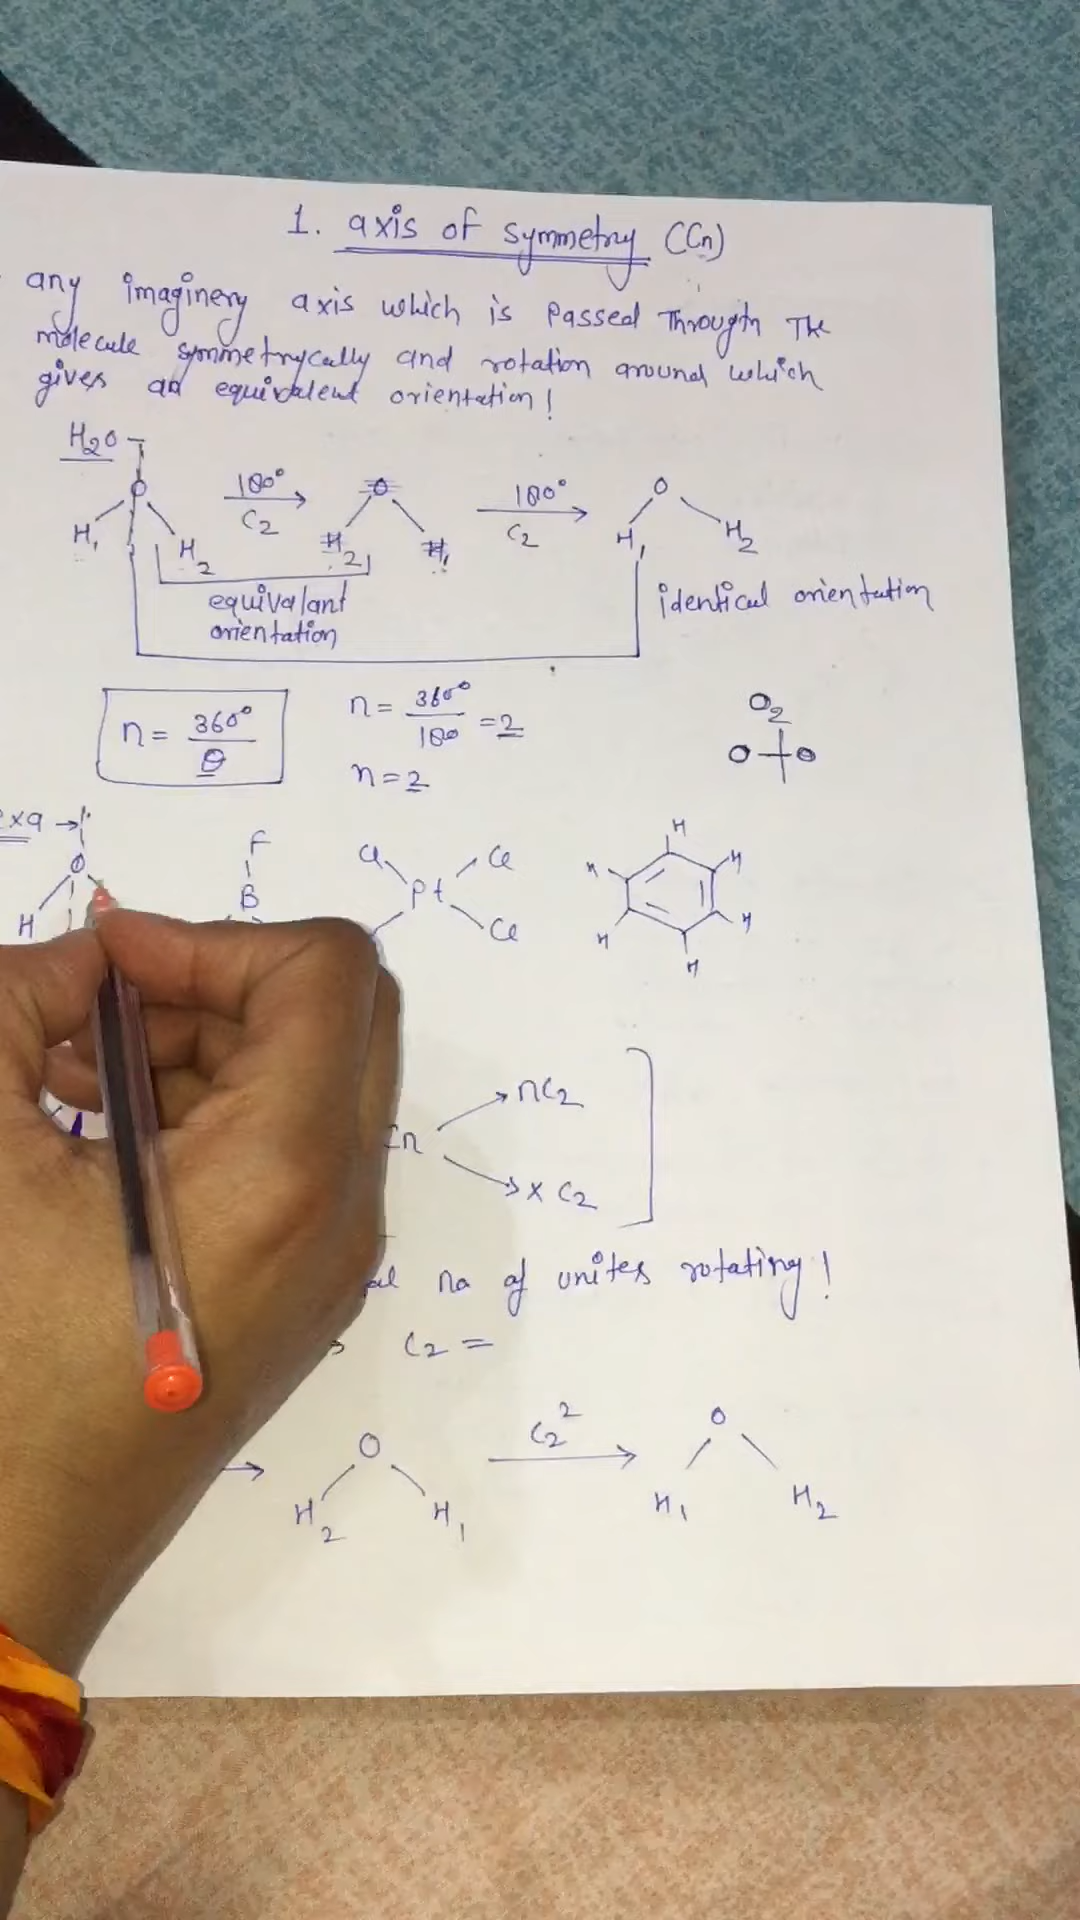 1. axis of symmetry (Cn)
any imaginery axis which is passed through the
molecule symmetrycally and rotation around which
gives an equivalent orientation!
H2O
O 180° O 180° O
H1 H2 C2 H2 H1 C2 H1 H2
equivalant
orientation
identical orientation
n = 360° / θ
n = 360° / 180 = 2
n = 2
O2
O O
exa →
O H
F
B
Cl Cl
Pt
Cl
H H H H H H
nC2
x C2
no of unites rotating!
C2 =
O C2^2 O
H2 H1 H1 H2